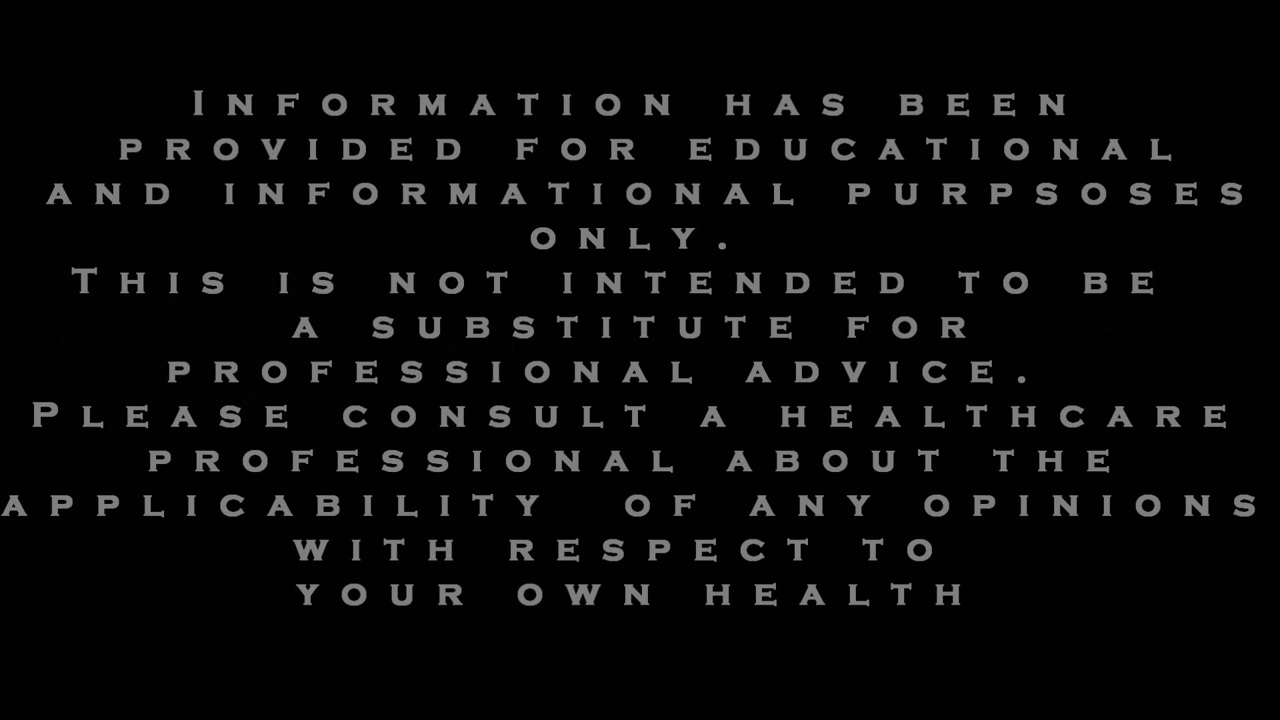 Information has been
provided for educational
and informational purpsoses
only.
This is not intended to be
a substitute for
professional advice.
Please consult a healthcare
professional about the
applicability of any opinions
with respect to
your own health